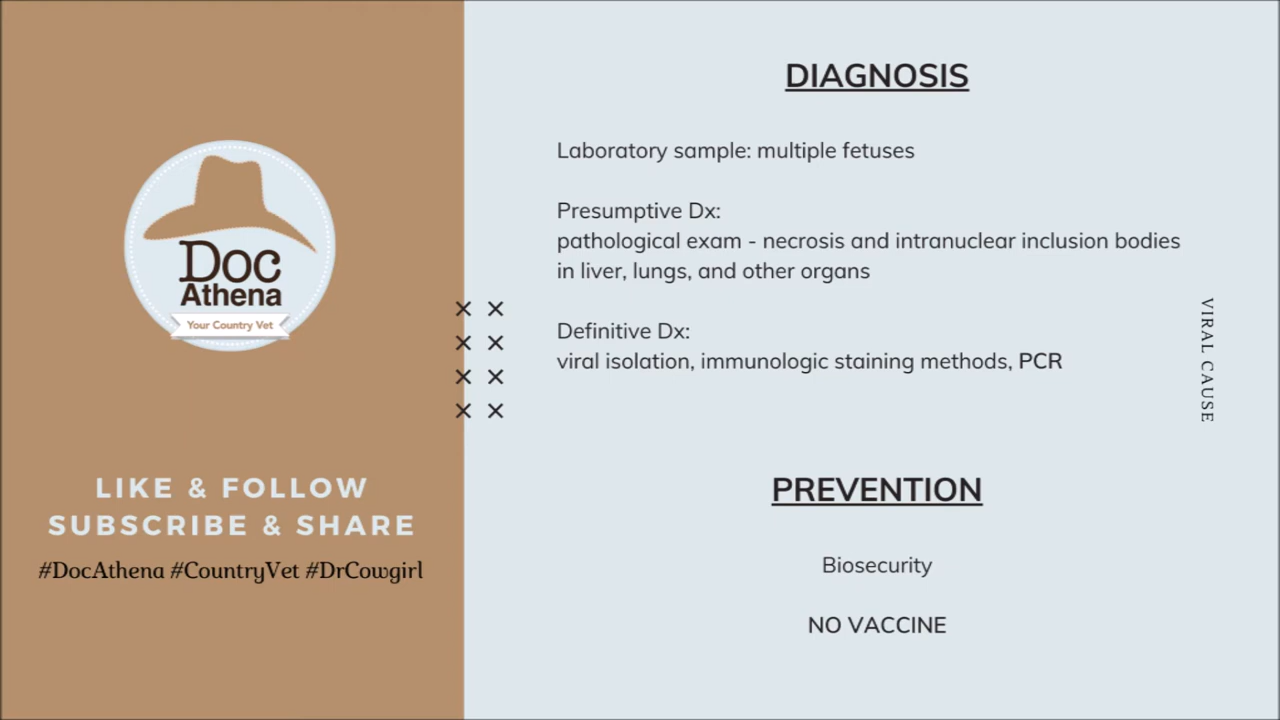 Doc
Athena
Your Country Vet
LIKE & FOLLOW
SUBSCRIBE & SHARE
#DocAthena #CountryVet #DrCowgirl
DIAGNOSIS
Laboratory sample: multiple fetuses
Presumptive Dx:
pathological exam - necrosis and intranuclear inclusion bodies
in liver, lungs, and other organs
Definitive Dx:
viral isolation, immunologic staining methods, PCR
PREVENTION
Biosecurity
NO VACCINE
VIRAL CAUSE